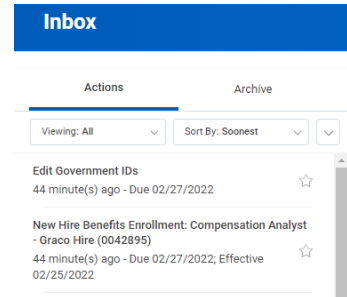 Inbox
Actions
Archive
Viewing: All
Sort By: Soonest
Edit Government IDs
44 minute(s) ago - Due 02/27/2022
New Hire Benefits Enrollment: Compensation Analyst
- Graco Hire (0042895)
44 minute(s) ago - Due 02/27/2022; Effective
02/25/2022